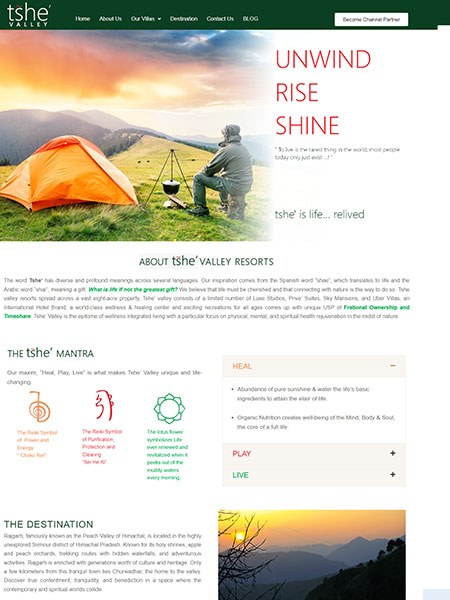 tshe'
VALLEY
Home About Us Our Villas Destination Contact Us BLOG
Become Channel Partner
UNWIND
RISE
SHINE
" To live is the rarest thing in the world, most people
today only just exist ...! "
tshe' is life... relived
ABOUT tshe' VALLEY RESORTS
The word Tshe' has diverse and profound meanings across several languages. Our inspiration comes from the Spanish word "shae", which translates to life and the
Arabic word "shai", meaning a gift. What is life if not the greatest gift? We believe that life must be cherished and that connecting with nature is the way to do so. Tshe
valley resorts spread across a vast eight-acre property, Tshe' valley consists of a limited number of Luxe Studios, Prive' Suites, Sky Mansions, and Uber Villas, an
International Hotel Brand, a world-class wellness & healing center and exciting recreations for all ages comes up with unique USP of Frational Ownership and
Timeshare. Tshe' Valley is the epitome of wellness integrated living with a particular focus on physical, mental, and spiritual health rejuvenation in the midst of nature
THE tshe' MANTRA
Our maxim, "Heal, Play, Live" is what makes Tshe' Valley unique and life-
changing.
The Reiki Symbol
of Power and
Energy
" Choku Rei"
The Reiki Symbol
of Purification,
Protection and
Clearing
"Sei He Ki"
The lotus flower
symbolizes Life
ever renewed and
revitalized when it
peeks out of the
muddy waters
every morning.
HEAL
Abundance of pure sunshine & water the life's basic
ingredients to attain the elixir of life.
Organic Nutrition creates well-being of the Mind, Body & Soul,
the core of a full life.
PLAY
LIVE
THE DESTINATION
Rajgarh, famously known as the Peach Valley of Himachal, is located in the highly
unexplored Sirmour district of Himachal Pradesh. Known for its holy shrines, apple
and peach orchards, trekking routes with hidden waterfalls, and adventurous
activities. Rajgarh is enriched with generations worth of culture and heritage. Only
a few kilometers from this tranquil town lies Churwadhar, the home to the valley.
Discover true contentment, tranquility, and benediction in a space where the
contemporary and spiritual worlds collide.